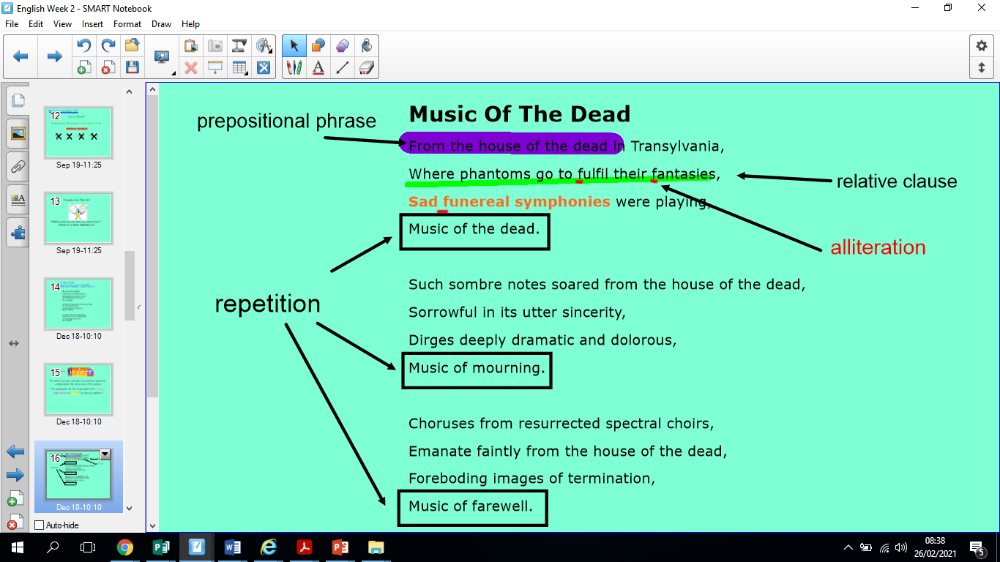 English Week 2 - SMART Notebook
File Edit View Insert Format Draw Help
12
Sep 19-11:25
13
Sep 19-11:25
14
Dec 18-10:10
15
Dec 18-10:10
16
Dec 18-10:10
Auto-hide
Music Of The Dead
prepositional phrase
From the house of the dead in Transylvania,
Where phantoms go to fulfil their fantasies,
relative clause
Sad funereal symphonies were playing,
Music of the dead.
alliteration
Such sombre notes soared from the house of the dead,
repetition
Sorrowful in its utter sincerity,
Dirges deeply dramatic and dolorous,
Music of mourning.
Choruses from resurrected spectral choirs,
Emanate faintly from the house of the dead,
Foreboding images of termination,
Music of farewell.
08:38
26/02/2021
5